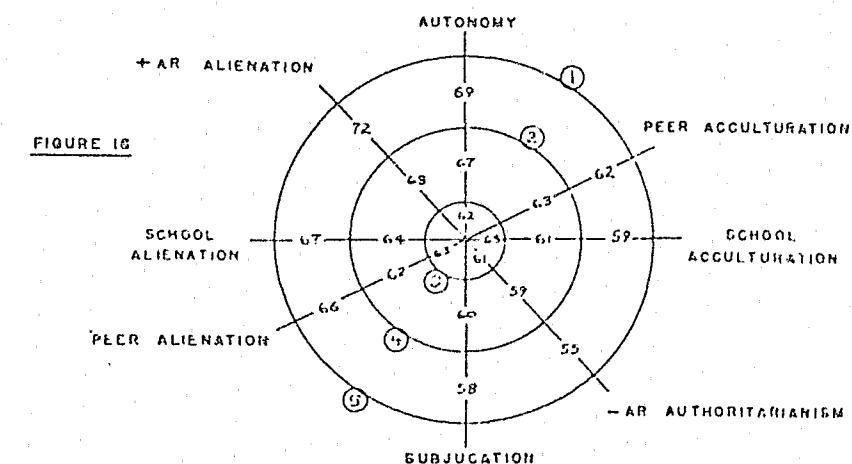 AUTONOMY
+ AR ALIENATION
1
69
PEER ACCULTURATION
72
2
FIGURE 1G
67
62
68
63
62
SCHOOL
ALIENATION
67
64
63
61
59
SCHOOL
ACCULTURATION
63
61
62
59
66
3
60
PEER ALIENATION
4
55
5
58
- AR AUTHORITARIANISM
SUBJUGATION